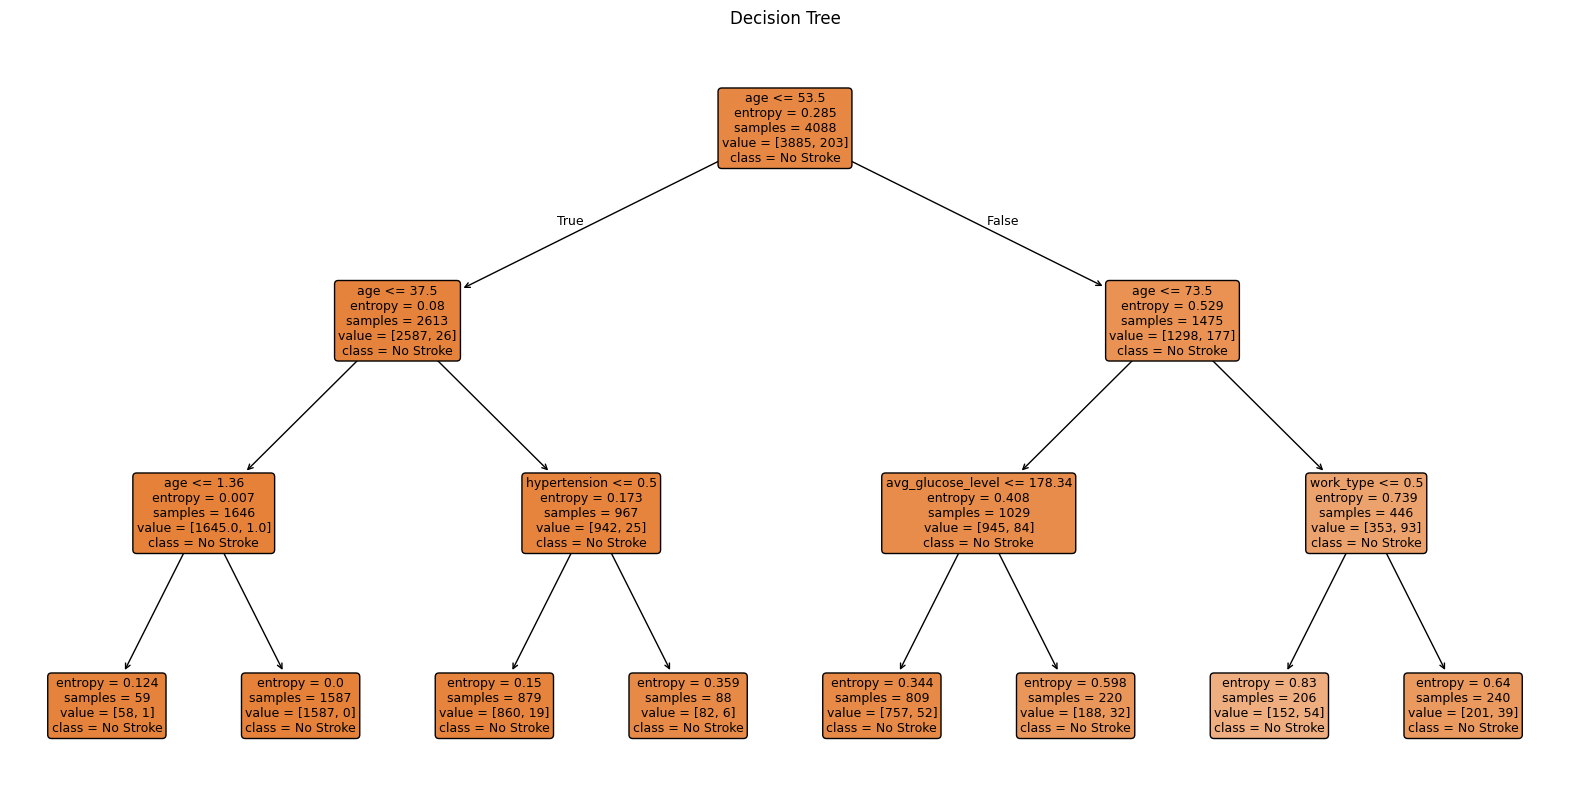 Decision Tree
age <= 53.5
entropy = 0.285
samples = 4088
value = [3885, 203]
class = No Stroke
True
False
age <= 37.5
entropy = 0.08
samples = 2613
value = [2587, 26]
class = No Stroke
age <= 73.5
entropy = 0.529
samples = 1475
value = [1298, 177]
class = No Stroke
age <= 1.36
entropy = 0.007
samples = 1646
value = [1645.0, 1.0]
class = No Stroke
hypertension <= 0.5
entropy = 0.173
samples = 967
value = [942, 25]
class = No Stroke
avg_glucose_level <= 178.34
entropy = 0.408
samples = 1029
value = [945, 84]
class = No Stroke
work_type <= 0.5
entropy = 0.739
samples = 446
value = [353, 93]
class = No Stroke
entropy = 0.124
samples = 59
value = [58, 1]
class = No Stroke
entropy = 0.0
samples = 1587
value = [1587, 0]
class = No Stroke
entropy = 0.15
samples = 879
value = [860, 19]
class = No Stroke
entropy = 0.359
samples = 88
value = [82, 6]
class = No Stroke
entropy = 0.344
samples = 809
value = [757, 52]
class = No Stroke
entropy = 0.598
samples = 220
value = [188, 32]
class = No Stroke
entropy = 0.83
samples = 206
value = [152, 54]
class = No Stroke
entropy = 0.64
samples = 240
value = [201, 39]
class = No Stroke